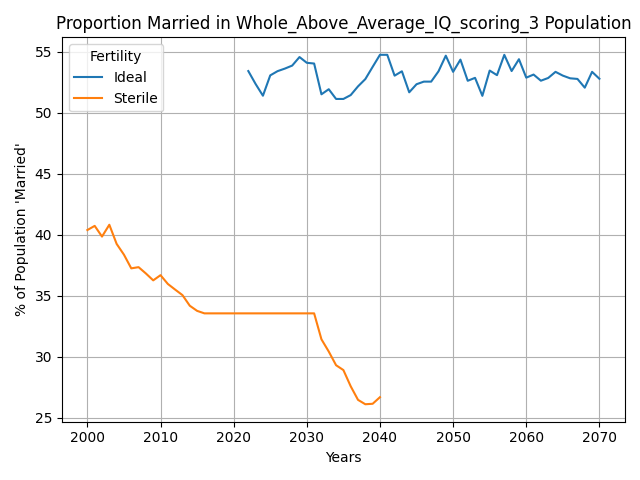 Proportion Married in Whole_Above_Average_IQ_scoring_3 Population
Fertility
Ideal
Sterile
% of Population 'Married'
55
50
45
40
35
30
25
2000 2010 2020 2030 2040 2050 2060 2070
Years